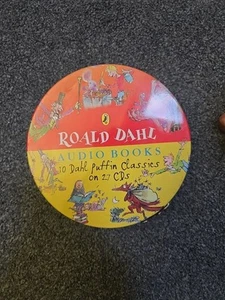 ROALD DAHL
AUDIO BOOKS
10 Dahl Puffin Classics
on 27 CDs